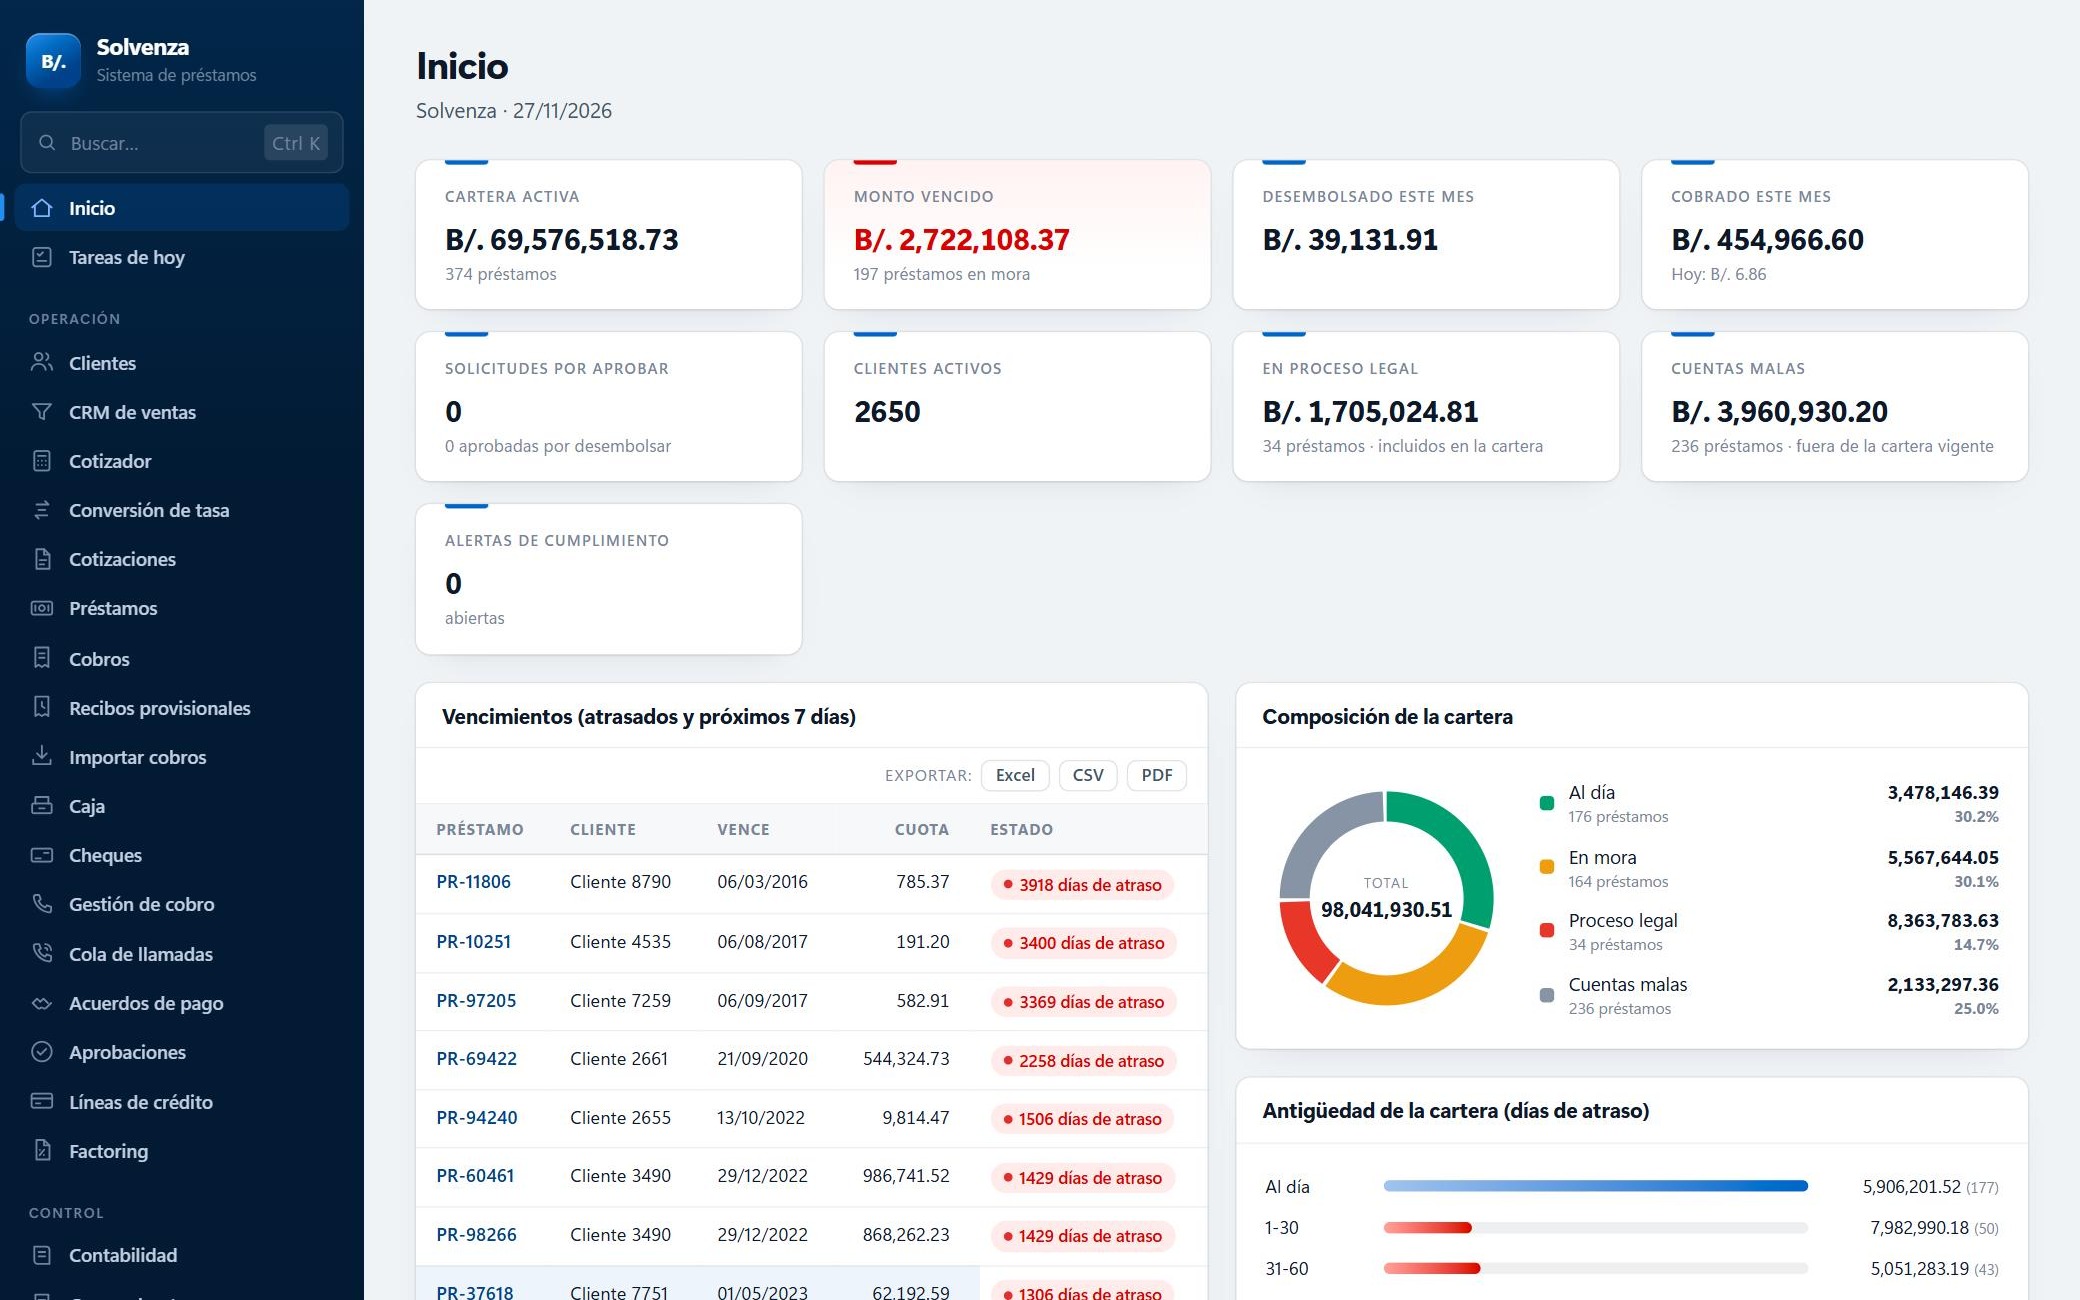 B/.
Solvenza
Sistema de préstamos
Buscar...
Ctrl K
Inicio
Tareas de hoy
OPERACIÓN
Clientes
CRM de ventas
Cotizador
Conversión de tasa
Cotizaciones
Préstamos
Cobros
Recibos provisionales
Importar cobros
Caja
Cheques
Gestión de cobro
Cola de llamadas
Acuerdos de pago
Aprobaciones
Líneas de crédito
Factoring
CONTROL
Contabilidad
Inicio
Solvenza · 27/11/2026
CARTERA ACTIVA
B/. 69,576,518.73
374 préstamos
MONTO VENCIDO
B/. 2,722,108.37
197 préstamos en mora
DESEMBOLSADO ESTE MES
B/. 39,131.91
COBRADO ESTE MES
B/. 454,966.60
Hoy: B/. 6.86
SOLICITUDES POR APROBAR
0
0 aprobadas por desembolsar
CLIENTES ACTIVOS
2650
EN PROCESO LEGAL
B/. 1,705,024.81
34 préstamos · incluidos en la cartera
CUENTAS MALAS
B/. 3,960,930.20
236 préstamos · fuera de la cartera vigente
ALERTAS DE CUMPLIMIENTO
0
abiertas
Vencimientos (atrasados y próximos 7 días)
EXPORTAR: Excel CSV PDF
PRÉSTAMO CLIENTE VENCE CUOTA ESTADO
PR-11806 Cliente 8790 06/03/2016 785.37 3918 días de atraso
PR-10251 Cliente 4535 06/08/2017 191.20 3400 días de atraso
PR-97205 Cliente 7259 06/09/2017 582.91 3369 días de atraso
PR-69422 Cliente 2661 21/09/2020 544,324.73 2258 días de atraso
PR-94240 Cliente 2655 13/10/2022 9,814.47 1506 días de atraso
PR-60461 Cliente 3490 29/12/2022 986,741.52 1429 días de atraso
PR-98266 Cliente 3490 29/12/2022 868,262.23 1429 días de atraso
PR-37618 Cliente 7751 01/05/2023 62,192.59 1306 días de atraso
Composición de la cartera
TOTAL
98,041,930.51
Al día 3,478,146.39
176 préstamos 30.2%
En mora 5,567,644.05
164 préstamos 30.1%
Proceso legal 8,363,783.63
34 préstamos 14.7%
Cuentas malas 2,133,297.36
236 préstamos 25.0%
Antigüedad de la cartera (días de atraso)
Al día 5,906,201.52 (177)
1-30 7,982,990.18 (50)
31-60 5,051,283.19 (43)